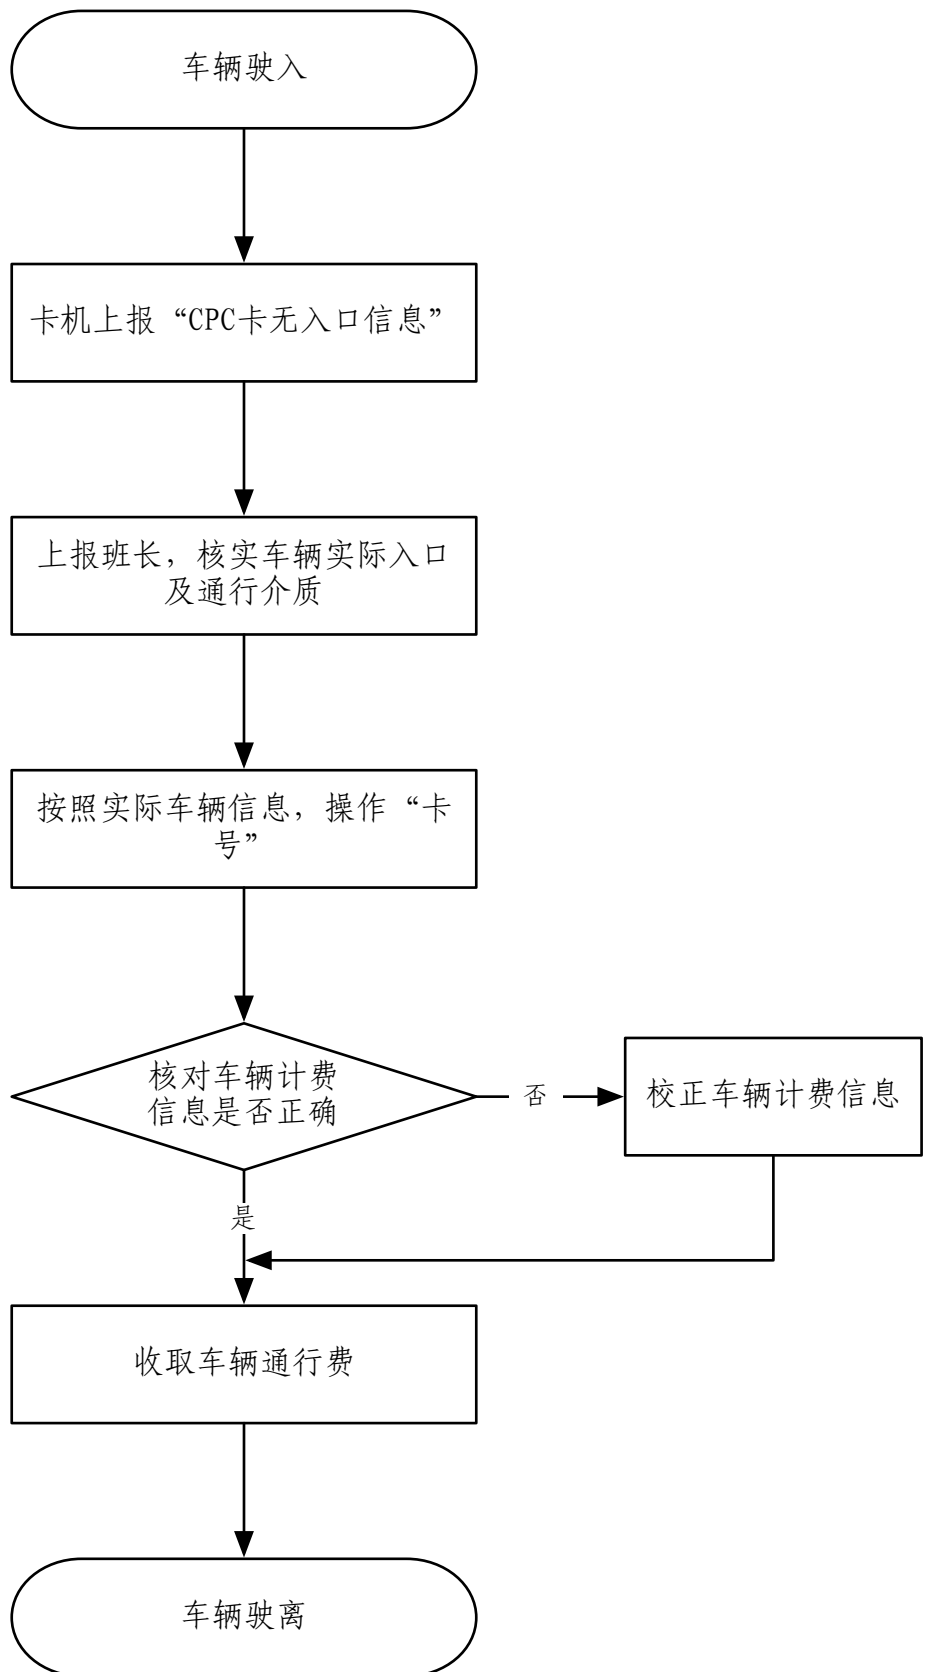 车辆驶入
卡机上报“CPC卡无入口信息”
上报班长，核实车辆实际入口
及通行介质
按照实际车辆信息，操作“卡
号”
核对车辆计费
信息是否正确
否
校正车辆计费信息
是
收取车辆通行费
车辆驶离